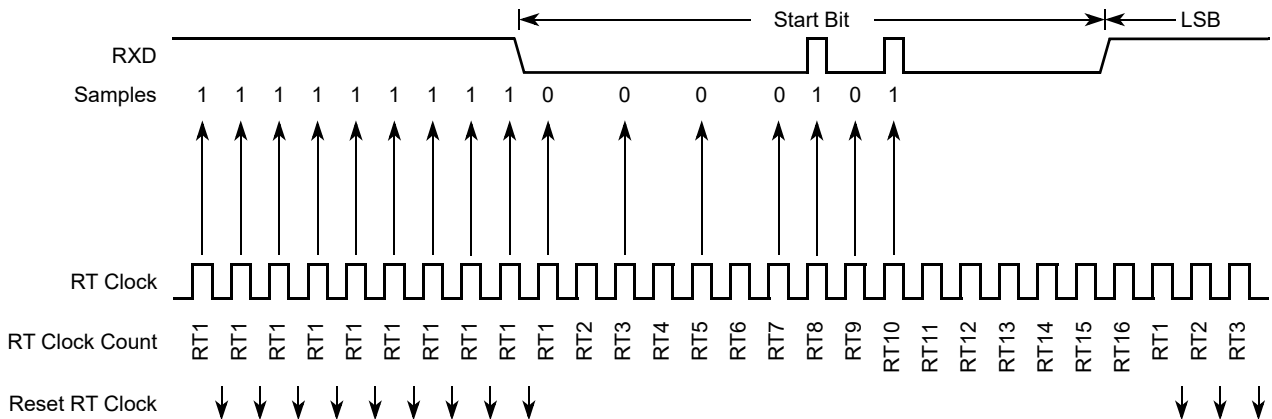 Start Bit
LSB
RXD
Samples 1 1 1 1 1 1 1 1 1 0 0 0 0 1 0 1
RT Clock
RT Clock Count RT1 RT1 RT1 RT1 RT1 RT1 RT1 RT1 RT1 RT1 RT2 RT3 RT4 RT5 RT6 RT7 RT8 RT9 RT10 RT11 RT12 RT13 RT14 RT15 RT16 RT1 RT2 RT3
Reset RT Clock